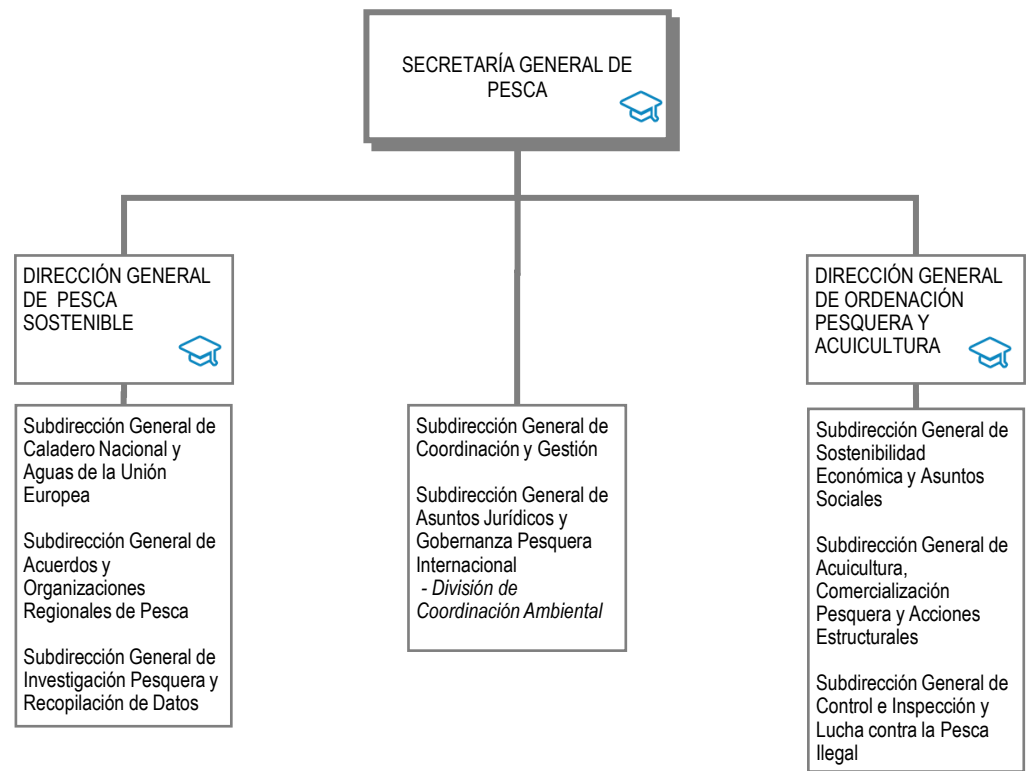 SECRETARÍA GENERAL DE
PESCA
DIRECCIÓN GENERAL
DE PESCA
SOSTENIBLE
Subdirección General de
Caladero Nacional y
Aguas de la Unión
Europea
Subdirección General de
Acuerdos y
Organizaciones
Regionales de Pesca
Subdirección General de
Investigación Pesquera y
Recopilación de Datos
Subdirección General de
Coordinación y Gestión
Subdirección General de
Asuntos Jurídicos y
Gobernanza Pesquera
Internacional
- División de
Coordinación Ambiental
DIRECCIÓN GENERAL
DE ORDENACIÓN
PESQUERA Y
ACUICULTURA
Subdirección General de
Sostenibilidad
Económica y Asuntos
Sociales
Subdirección General de
Acuicultura,
Comercialización
Pesquera y Acciones
Estructurales
Subdirección General de
Control e Inspección y
Lucha contra la Pesca
Ilegal